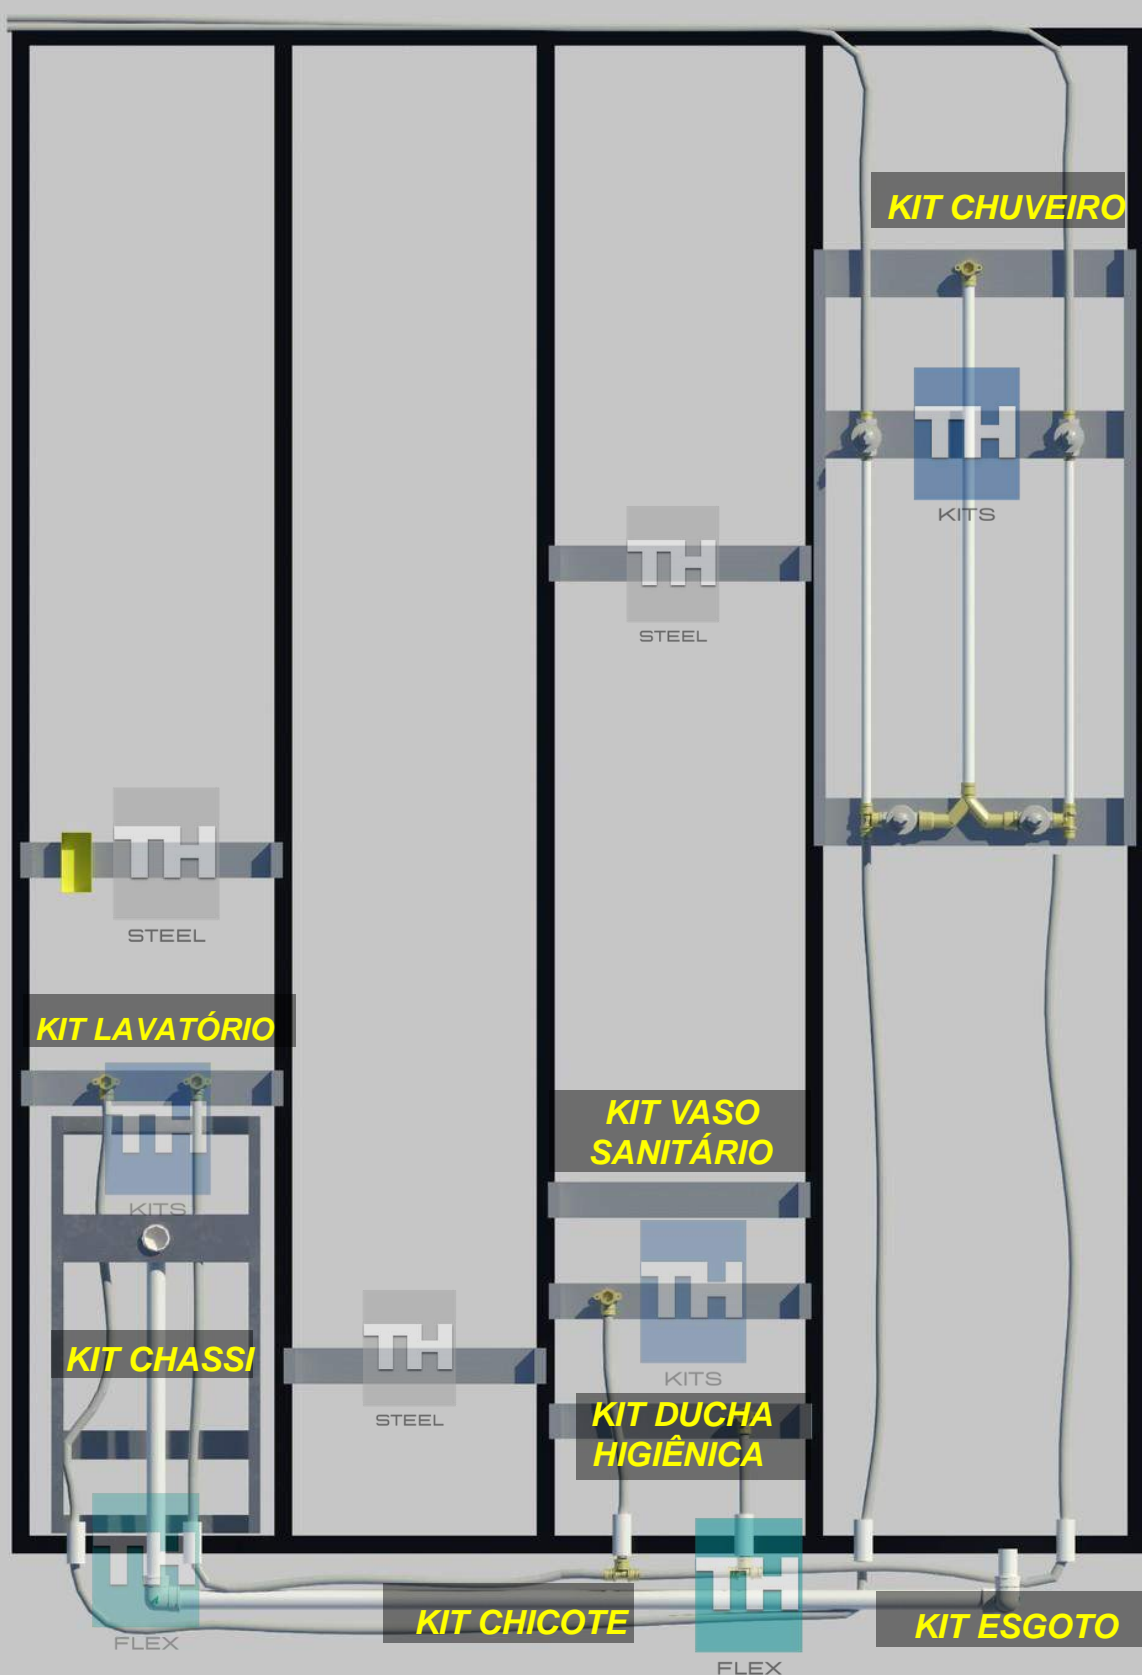 KIT CHUVEIRO
TH
KITS
TH
STEEL
TH
STEEL
KIT LAVATÓRIO
TH
KITS
KIT VASO
SANITÁRIO
TH
KITS
KIT CHASSI
TH
STEEL
KIT DUCHA
HIGIÊNICA
TH
FLEX
TH
FLEX
KIT CHICOTE
KIT ESGOTO